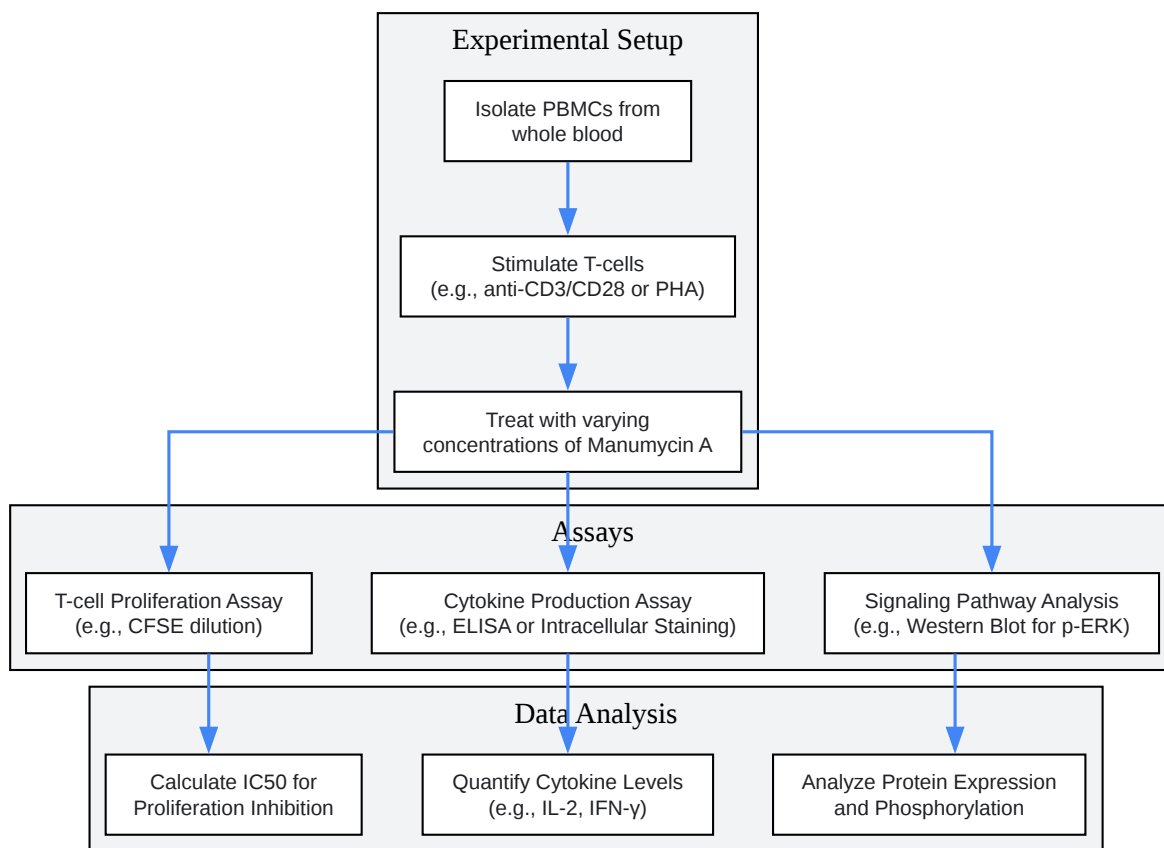 Experimental Setup
Isolate PBMCs from
whole blood
Stimulate T-cells
(e.g., anti-CD3/CD28 or PHA)
Treat with varying
concentrations of Manumycin A
Assays
T-cell Proliferation Assay
(e.g., CFSE dilution)
Cytokine Production Assay
(e.g., ELISA or Intracellular Staining)
Signaling Pathway Analysis
(e.g., Western Blot for p-ERK)
Data Analysis
Calculate IC50 for
Proliferation Inhibition
Quantify Cytokine Levels
(e.g., IL-2, IFN-γ)
Analyze Protein Expression
and Phosphorylation